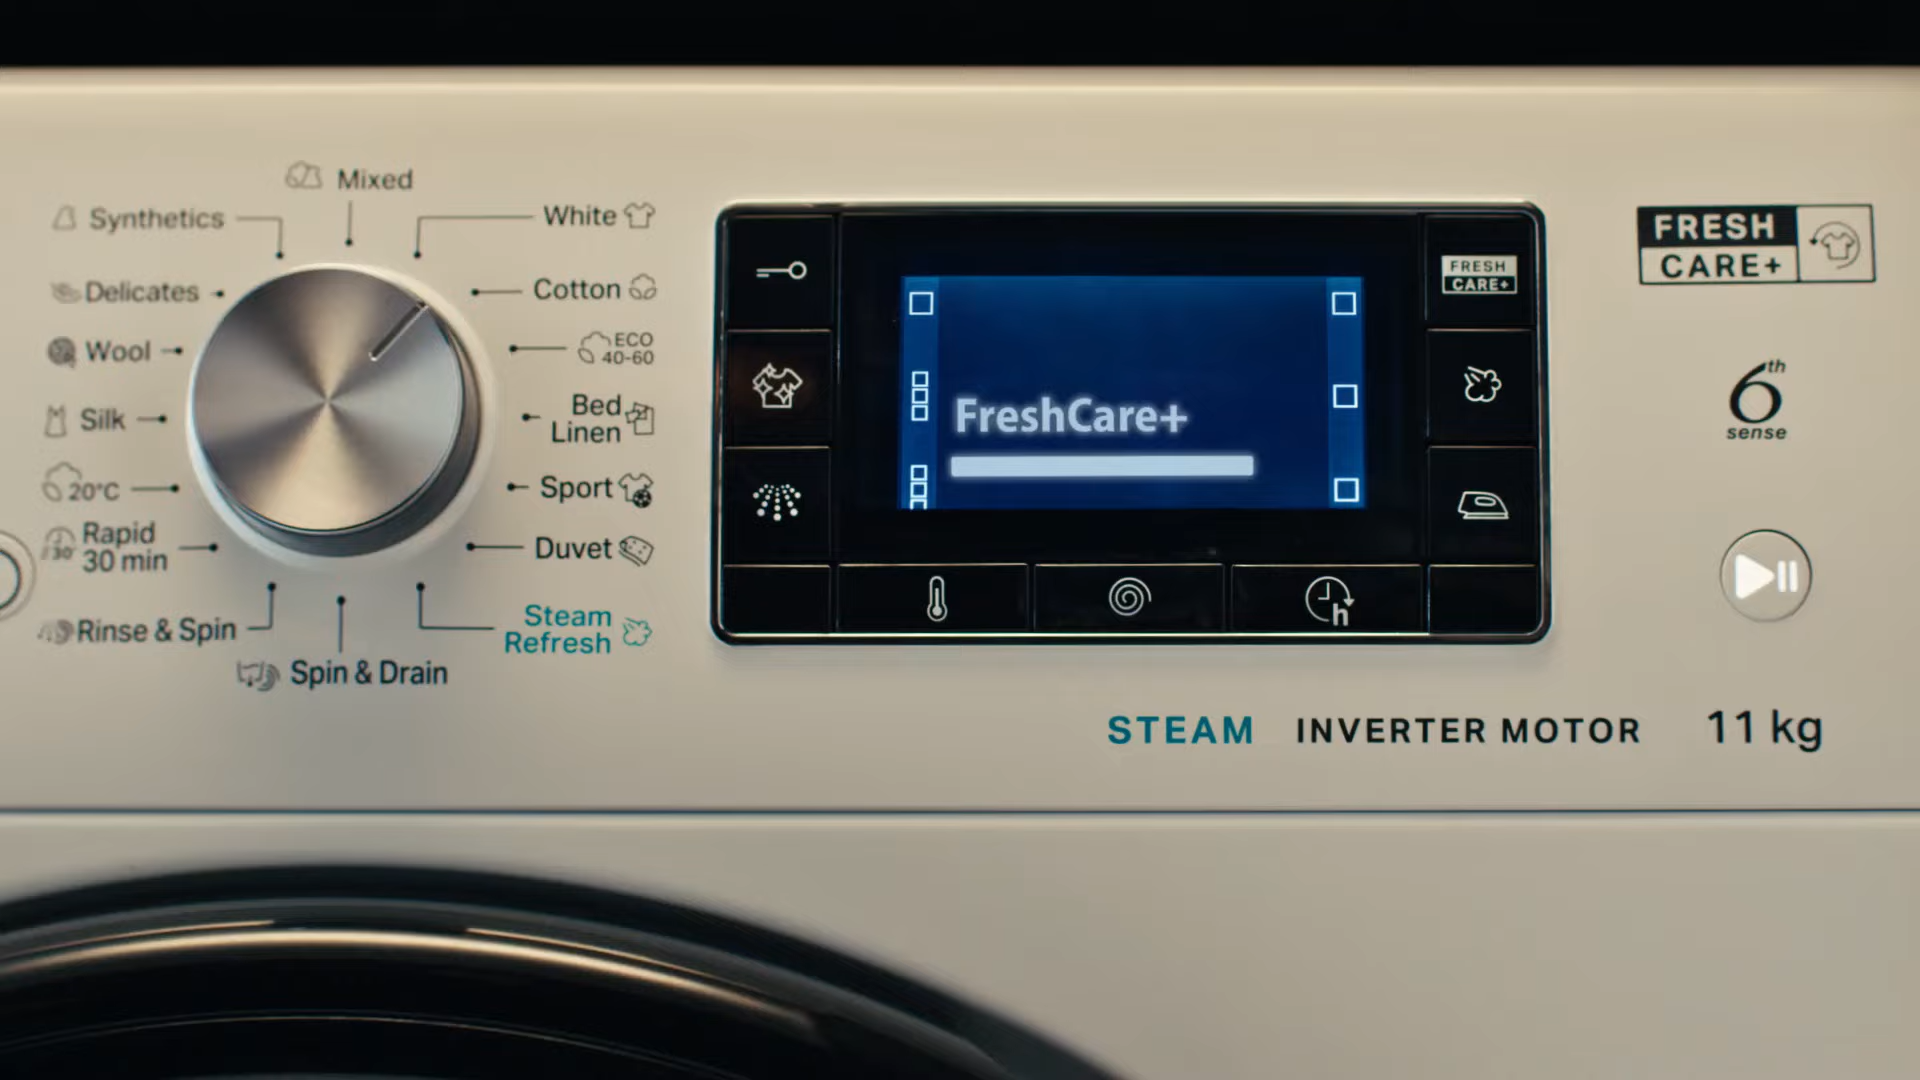 Mixed
Synthetics
White
Delicates
Cotton
Wool
ECO
40-60
Silk
Bed
Linen
20°C
Sport
Rapid
30 min
30'
Duvet
Rinse & Spin
Steam
Refresh
Spin & Drain
FreshCare+
FRESH
CARE+
h
FRESH
CARE+
6th
sense
STEAM INVERTER MOTOR 11 kg